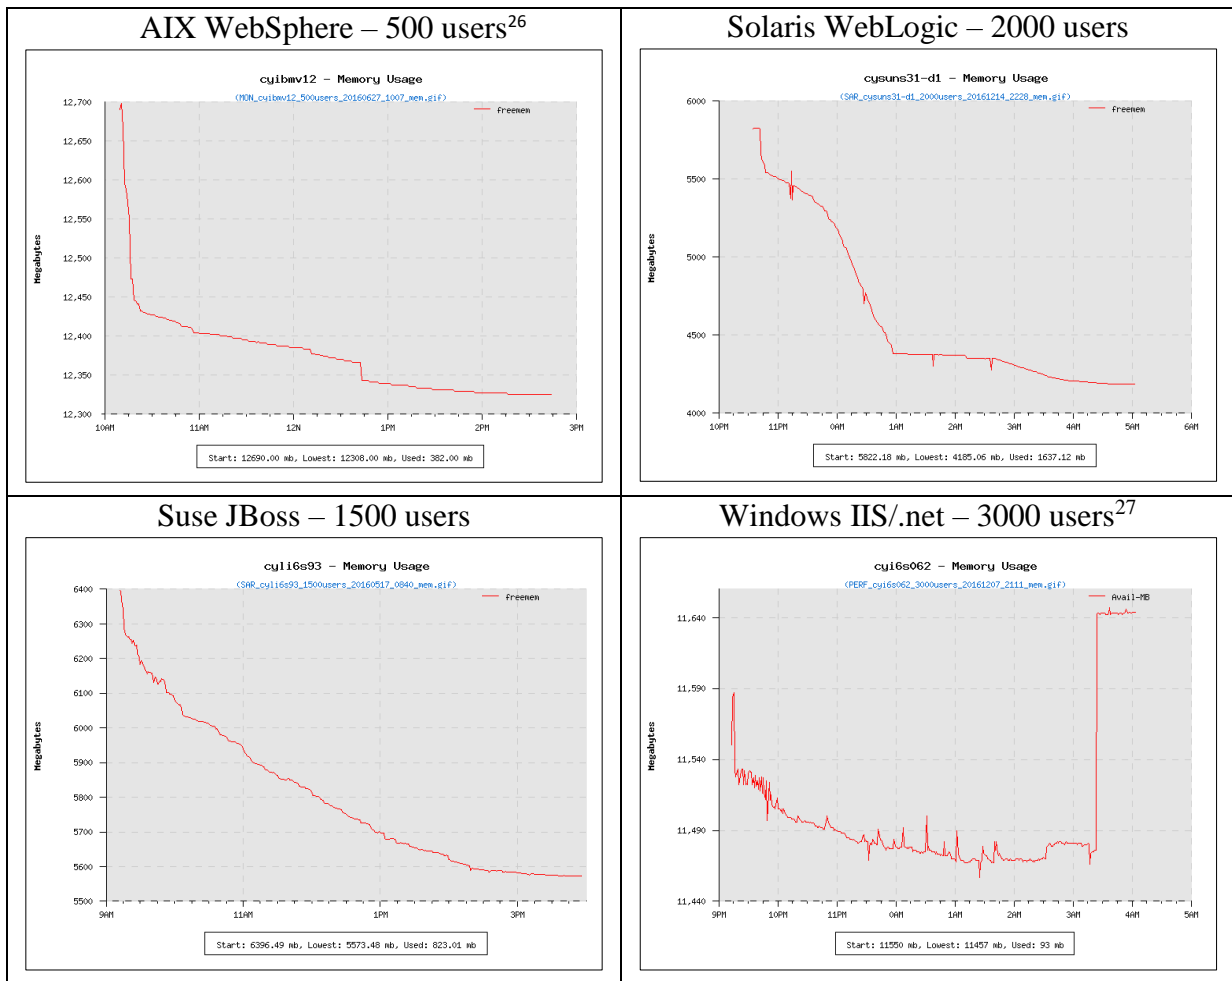 AIX WebSphere – 500 users26
cyibmv12 - Memory Usage
(MON_cyibmv12_500users_20160627_1007_mem.gif)
freemem
Megabytes
12,700
12,650
12,600
12,550
12,500
12,450
12,400
12,350
12,300
10AM 11AM 12N 1PM 2PM 3PM
Start: 12690.00 mb, Lowest: 12308.00 mb, Used: 382.00 mb
Solaris WebLogic – 2000 users
cysuns31-d1 - Memory Usage
(SAR_cysuns31-d1_2000users_20161214_2228_mem.gif)
freemem
Megabytes
6000
5500
5000
4500
4000
10PM 11PM 0AM 1AM 2AM 3AM 4AM 5AM 6AM
Start: 5822.18 mb, Lowest: 4185.06 mb, Used: 1637.12 mb
Suse JBoss – 1500 users
cyli6s93 - Memory Usage
(SAR_cyli6s93_1500users_20160517_0840_mem.gif)
freemem
Megabytes
6400
6300
6200
6100
6000
5900
5800
5700
5600
5500
9AM 11AM 1PM 3PM
Start: 6396.49 mb, Lowest: 5573.48 mb, Used: 823.01 mb
Windows IIS/.net – 3000 users27
cyi6s062 - Memory Usage
(PERF_cyi6s062_3000users_20161207_2111_mem.gif)
Avail-MB
Megabytes
11,640
11,590
11,540
11,490
11,440
9PM 10PM 11PM 0AM 1AM 2AM 3AM 4AM 5AM
Start: 11550 mb, Lowest: 11457 mb, Used: 93 mb